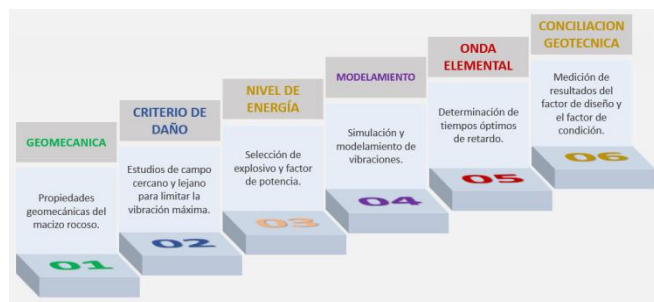 GEOMECANICA
Propiedades
geomecánicas del
macizo rocoso.
01
CRITERIO DE
DAÑO
Estudios de campo
cercano y lejano
para limitar la
vibración máxima.
02
NIVEL DE
ENERGÍA
Selección de
explosivo y factor
de potencia.
03
MODELAMIENTO
Simulación y
modelamiento de
vibraciones.
04
ONDA
ELEMENTAL
Determinación de
tiempos óptimos
de retardo.
05
CONCILIACION
GEOTECNICA
Medición de
resultados del
factor de diseño y
el factor de
condición.
06